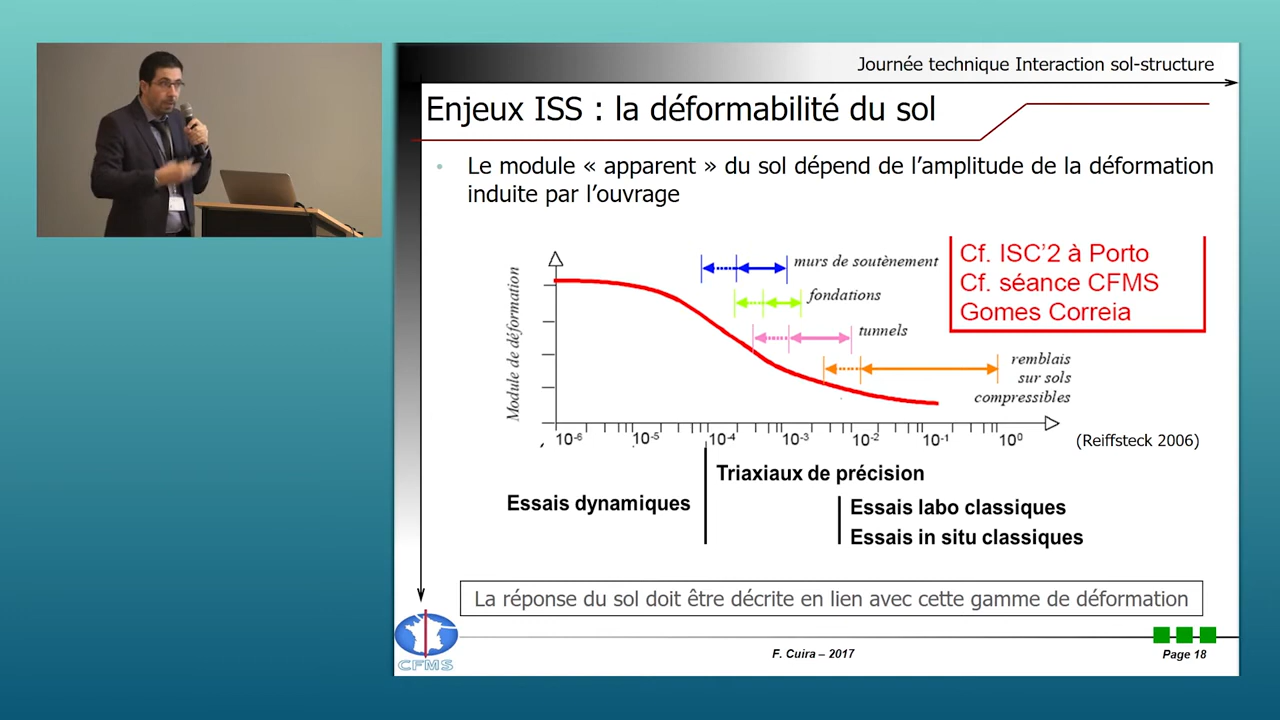 Journée technique Interaction sol-structure
Enjeux ISS : la déformabilité du sol
• Le module « apparent » du sol dépend de l'amplitude de la déformation
induite par l'ouvrage
Cf. ISC'2 à Porto
Cf. séance CFMS
Gomes Correia
Module de déformation
murs de soutènement
fondations
tunnels
remblais
sur sols
compressibles
10⁻⁶ 10⁻⁵ 10⁻⁴ 10⁻³ 10⁻² 10⁻¹ 10⁰
(Reiffsteck 2006)
Triaxiaux de précision
Essais dynamiques
Essais labo classiques
Essais in situ classiques
La réponse du sol doit être décrite en lien avec cette gamme de déformation
CFMS
F. Cuira – 2017
Page 18